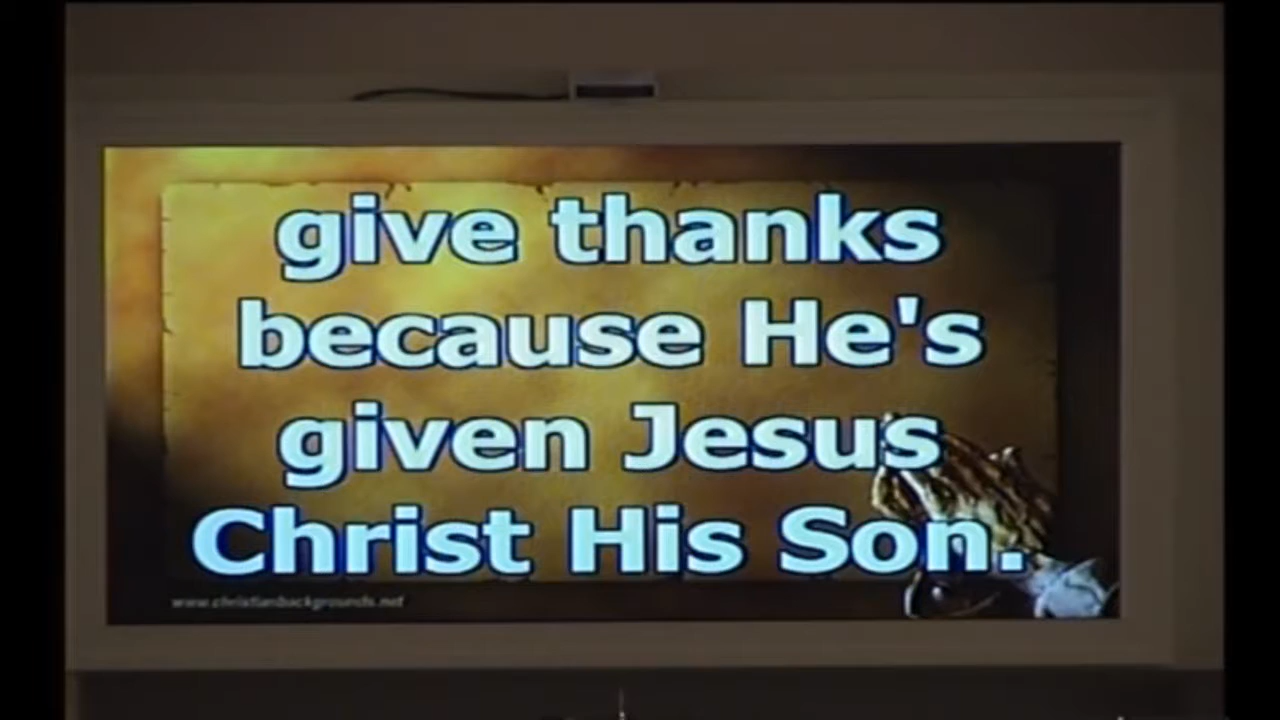 give thanks
because He's
given Jesus
Christ His Son.
www.christianbackgrounds.net